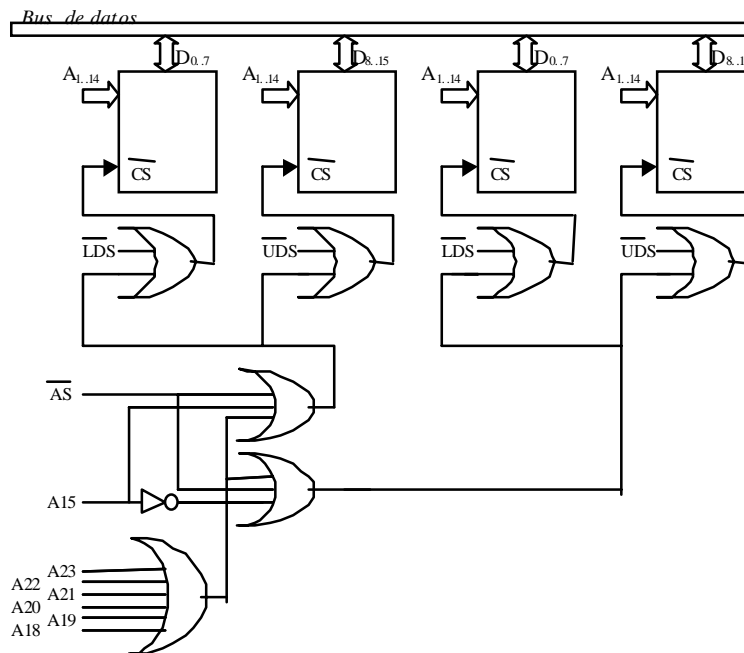 Bus de datos
D0..7 D8..15 D0..7 D8..1
A1..14 A1..14 A1..14 A1..14
CS CS CS CS
LDS UDS LDS UDS
AS
A15
A23
A22
A21
A20
A19
A18